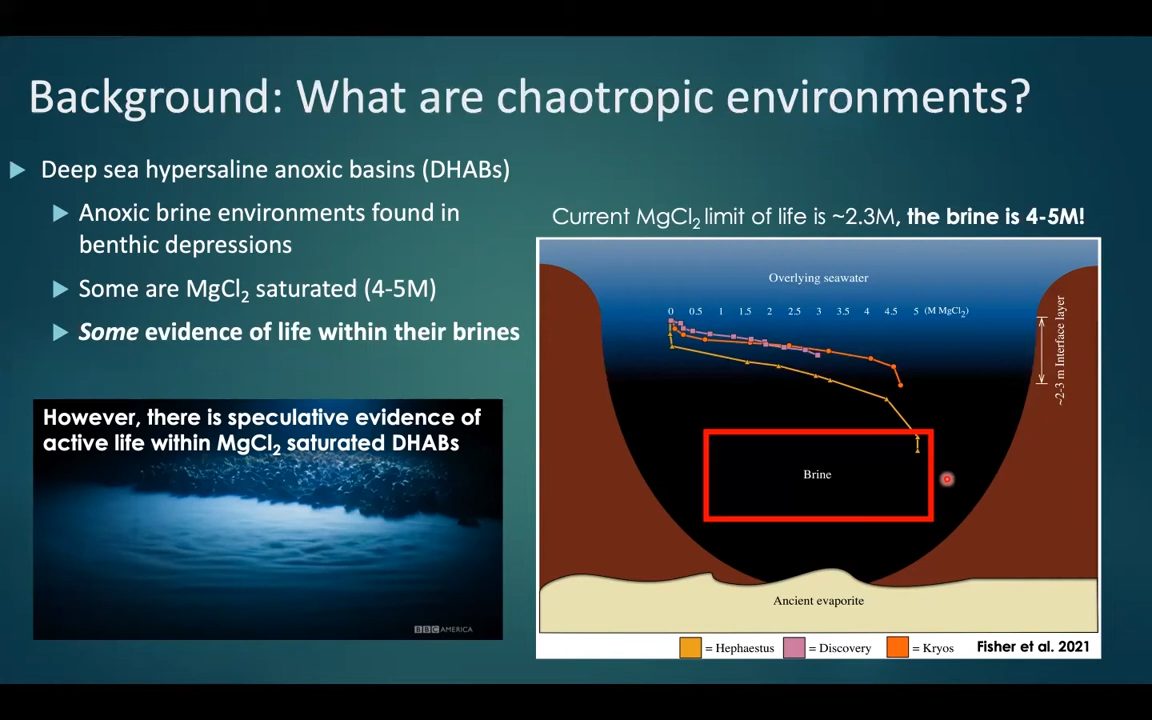 Background: What are chaotropic environments?
Deep sea hypersaline anoxic basins (DHABs)
Anoxic brine environments found in
benthic depressions
Some are MgCl2 saturated (4-5M)
Some evidence of life within their brines
However, there is speculative evidence of
active life within MgCl2 saturated DHABs
BBC AMERICA
Current MgCl2 limit of life is ~2.3M, the brine is 4-5M!
Overlying seawater
0 0.5 1 1.5 2 2.5 3 3.5 4 4.5 5 (M MgCl2)
~2-3 m Interface layer
Brine
Ancient evaporite
= Hephaestus = Discovery = Kryos Fisher et al. 2021